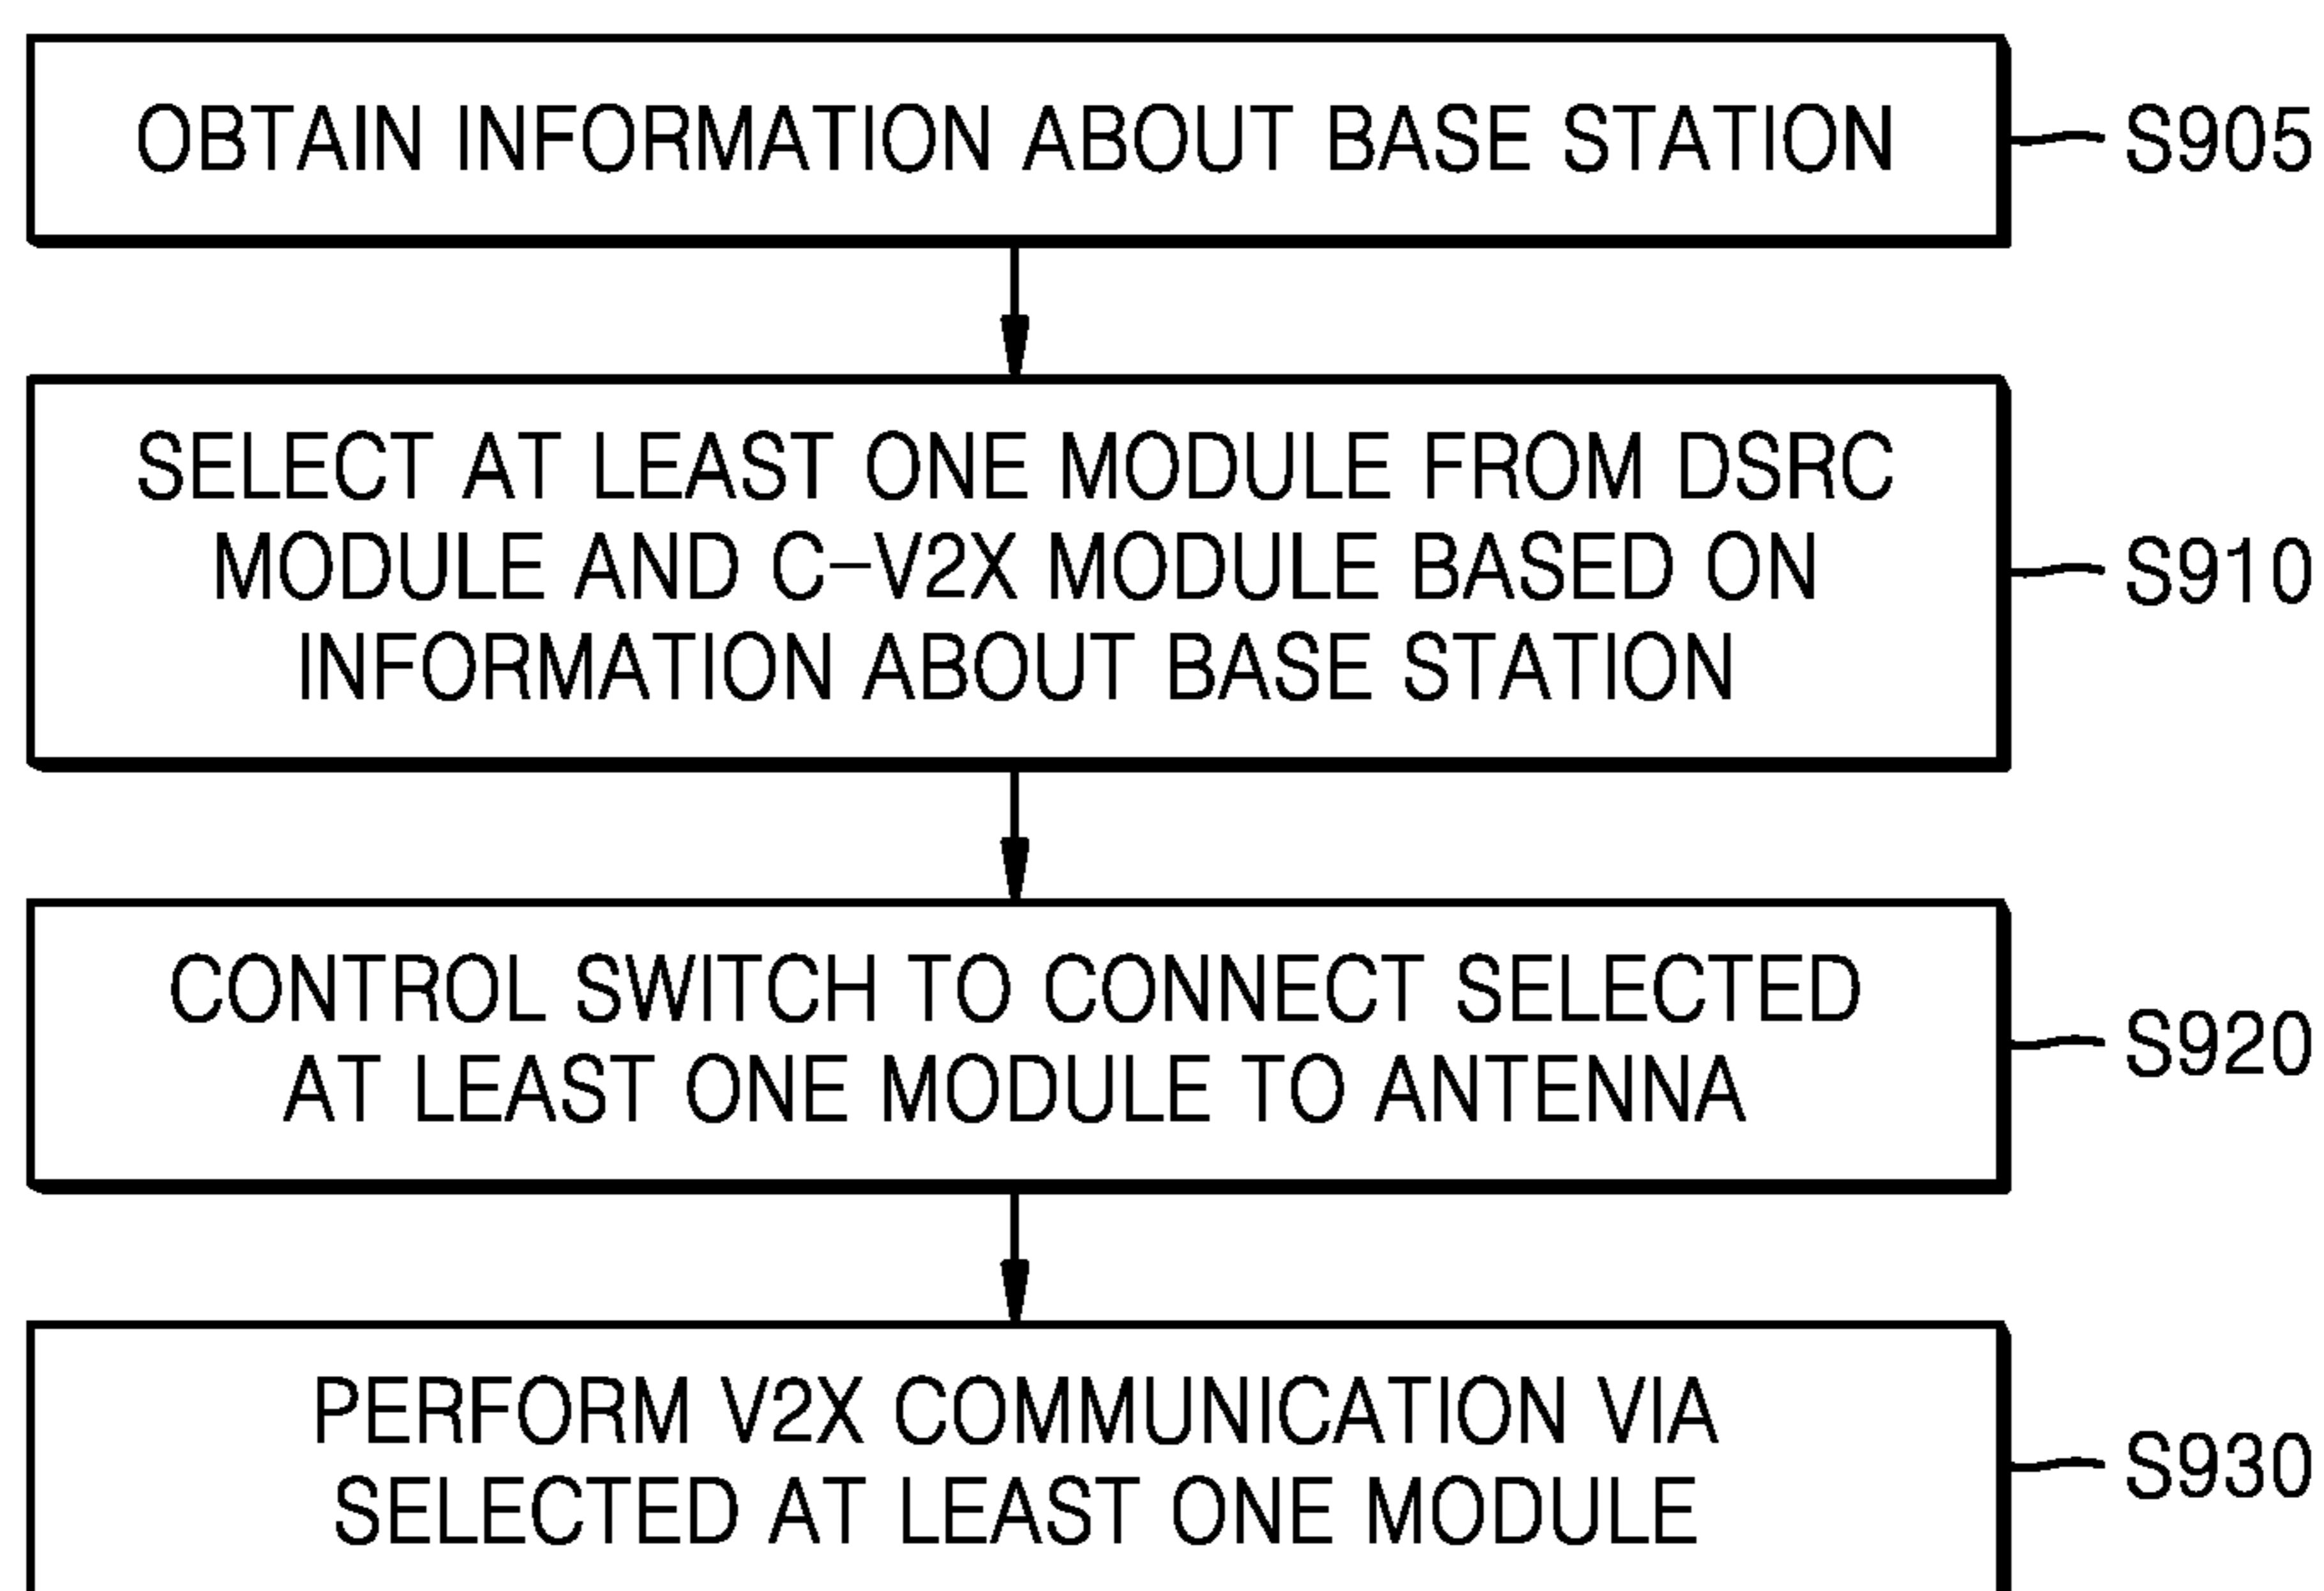 OBTAIN INFORMATION ABOUT BASE STATION
S905
SELECT AT LEAST ONE MODULE FROM DSRC
MODULE AND C-V2X MODULE BASED ON
INFORMATION ABOUT BASE STATION
S910
CONTROL SWITCH TO CONNECT SELECTED
AT LEAST ONE MODULE TO ANTENNA
S920
PERFORM V2X COMMUNICATION VIA
SELECTED AT LEAST ONE MODULE
S930